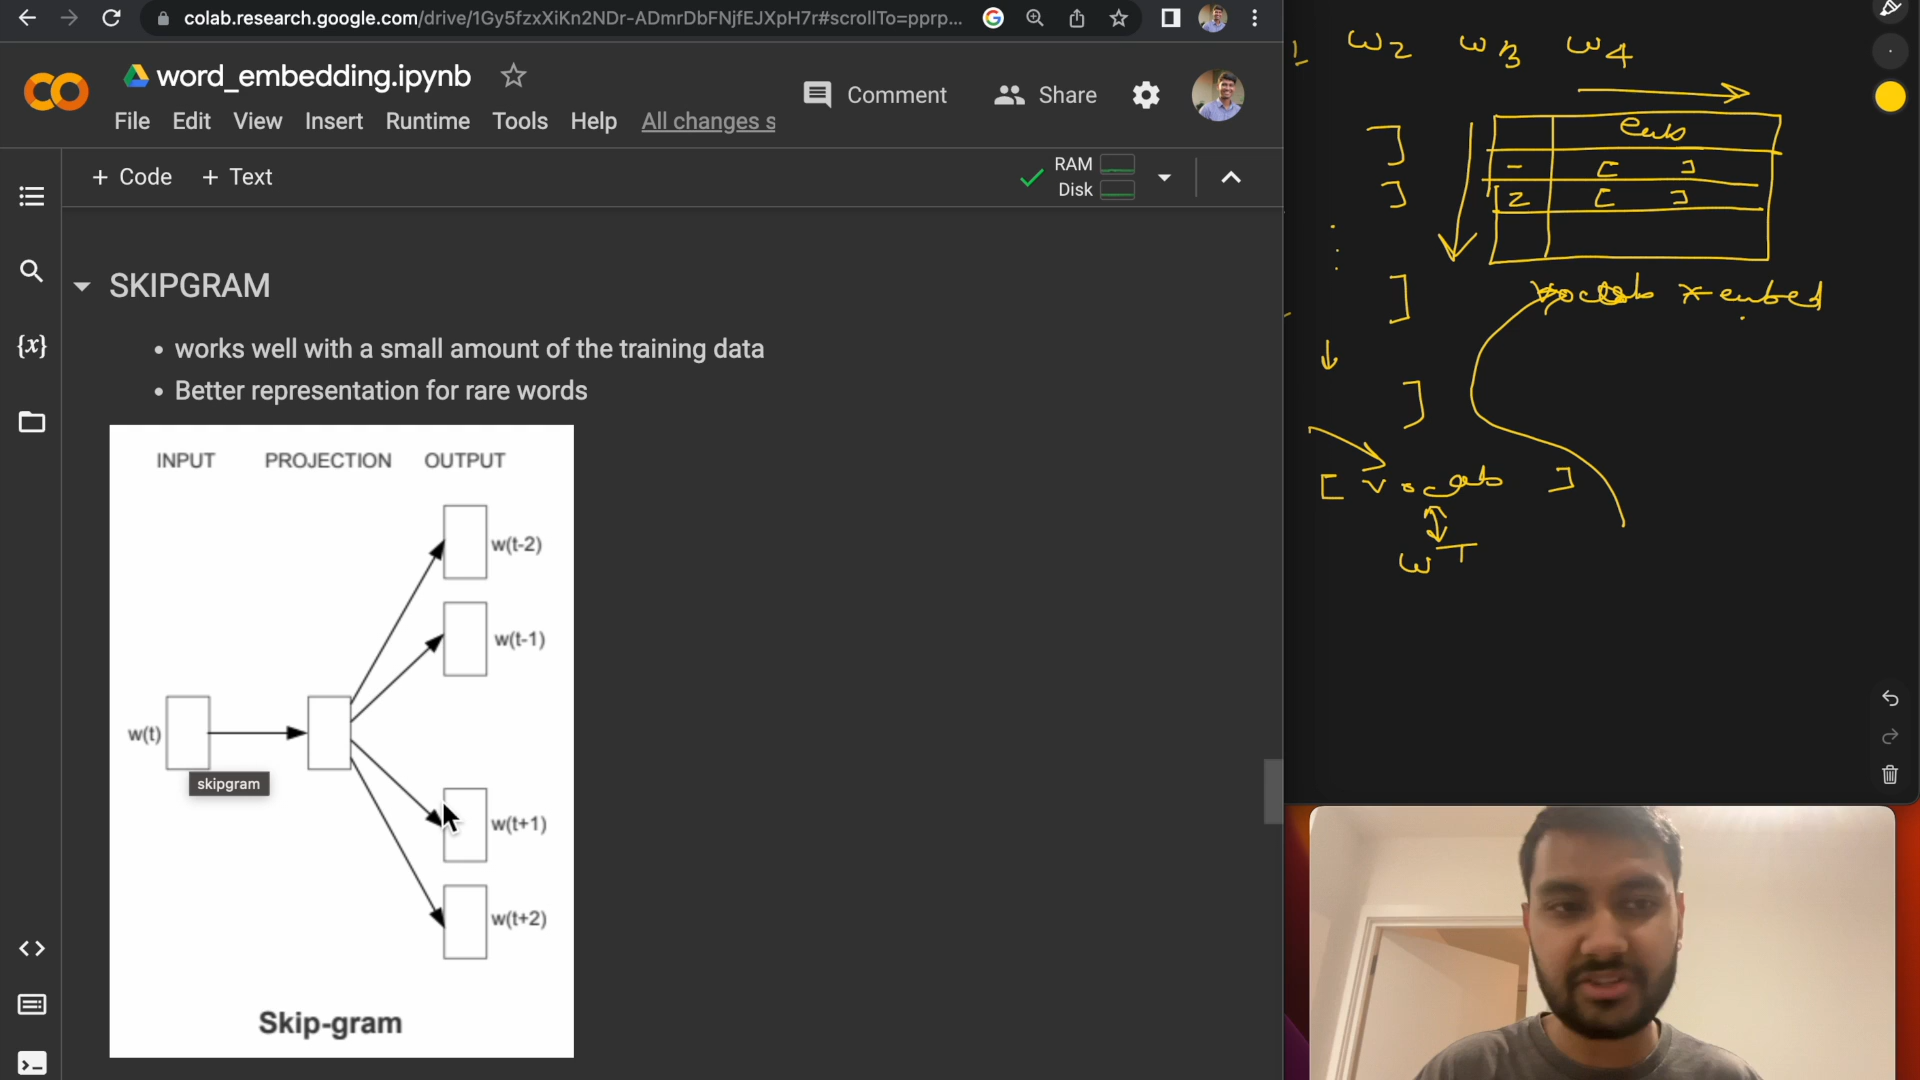 colab.research.google.com/drive/1Gy5fzxXiKn2NDr-ADmrDbFNjfEJXpH7r#scrollTo=pprp...
word_embedding.ipynb
Comment
Share
File Edit View Insert Runtime Tools Help All changes s
+ Code + Text
RAM
Disk
SKIPGRAM
{x}
• works well with a small amount of the training data
• Better representation for rare words
INPUT PROJECTION OUTPUT
w(t-2)
w(t-1)
w(t)
skipgram
w(t+1)
w(t+2)
Skip-gram
1 w2 w3 w4
[ ]
2 [ ]
vocab * embed
[ vocab ]
w T